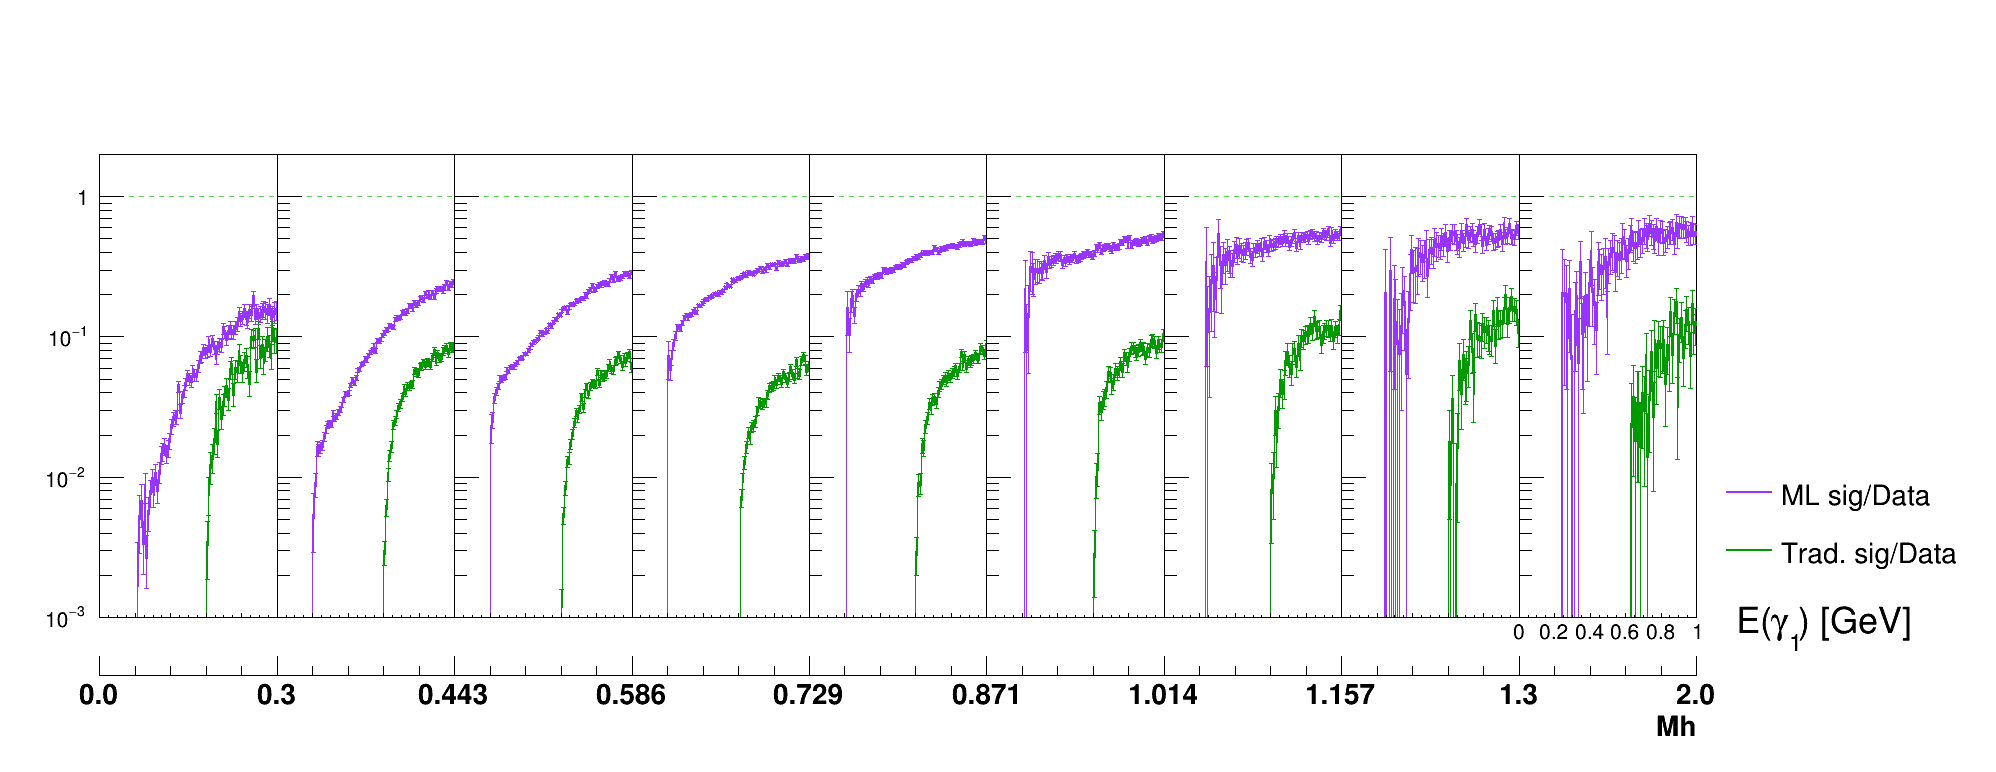 1
10⁻¹
10⁻²
10⁻³
ML sig/Data
Trad. sig/Data
E(γ₁) [GeV]
0 0.2 0.4 0.6 0.8 1
0.0 0.3 0.443 0.586 0.729 0.871 1.014 1.157 1.3 2.0
Mh